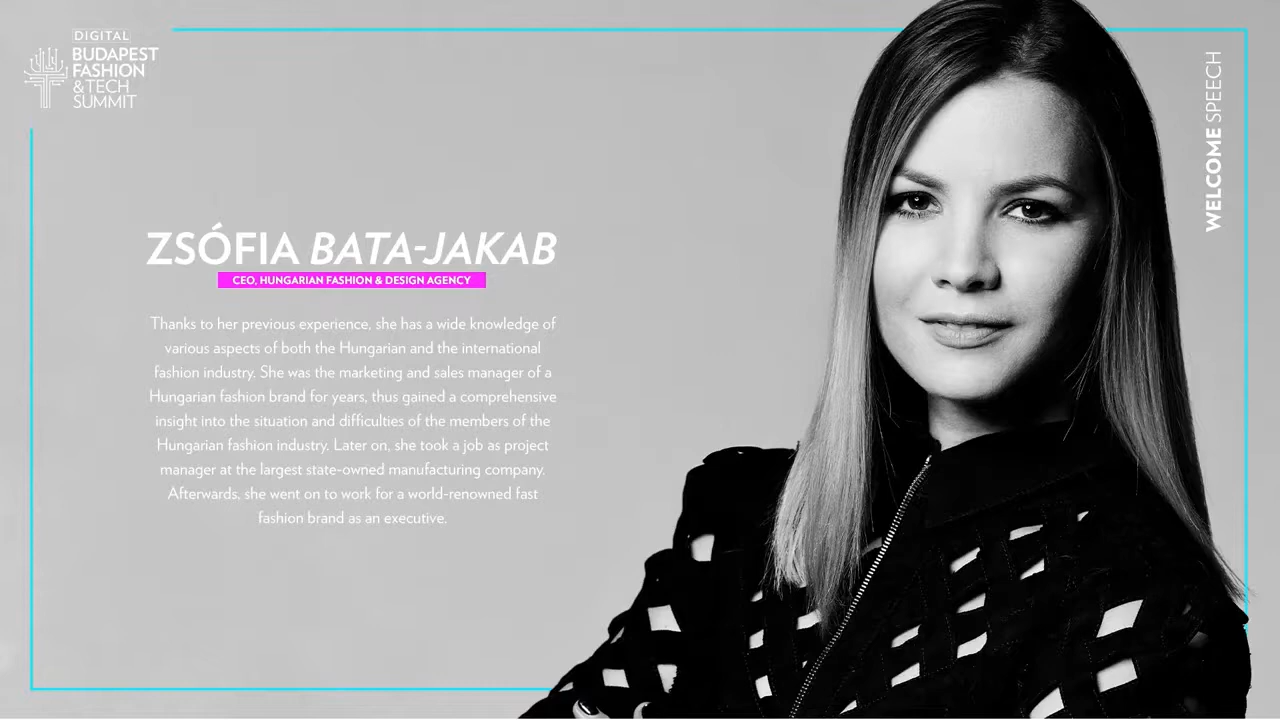 DIGITAL
BUDAPEST
FASHION
&TECH
SUMMIT
WELCOME SPEECH
ZSÓFIA BATA-JAKAB
CEO, HUNGARIAN FASHION & DESIGN AGENCY
Thanks to her previous experience, she has a wide knowledge of
various aspects of both the Hungarian and the international
fashion industry. She was the marketing and sales manager of a
Hungarian fashion brand for years, thus gained a comprehensive
insight into the situation and difficulties of the members of the
Hungarian fashion industry. Later on, she took a job as project
manager at the largest state-owned manufacturing company.
Afterwards, she went on to work for a world-renowned fast
fashion brand as an executive.